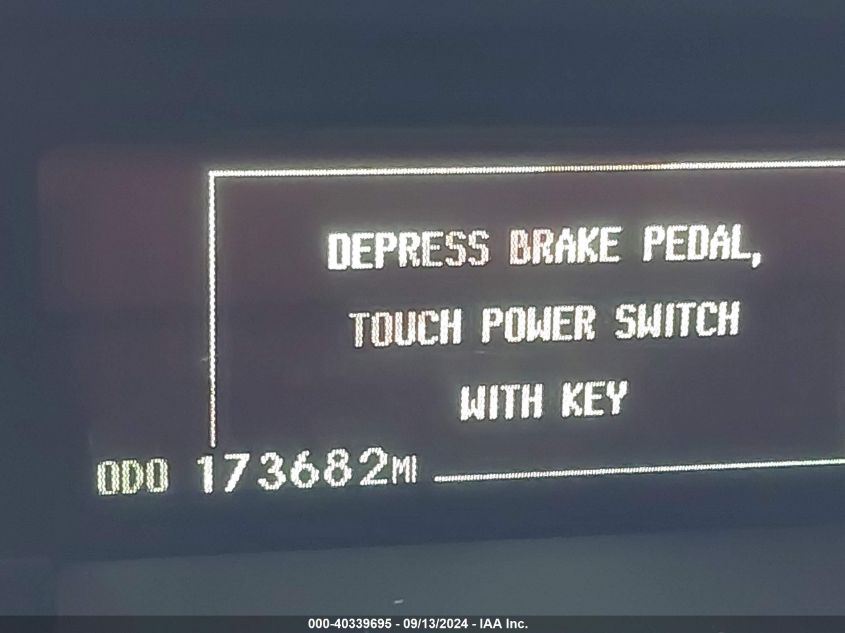 DEPRESS BRAKE PEDAL,
TOUCH POWER SWITCH
WITH KEY
ODO 173682MI
000-40339695 - 09/13/2024 - IAA Inc.